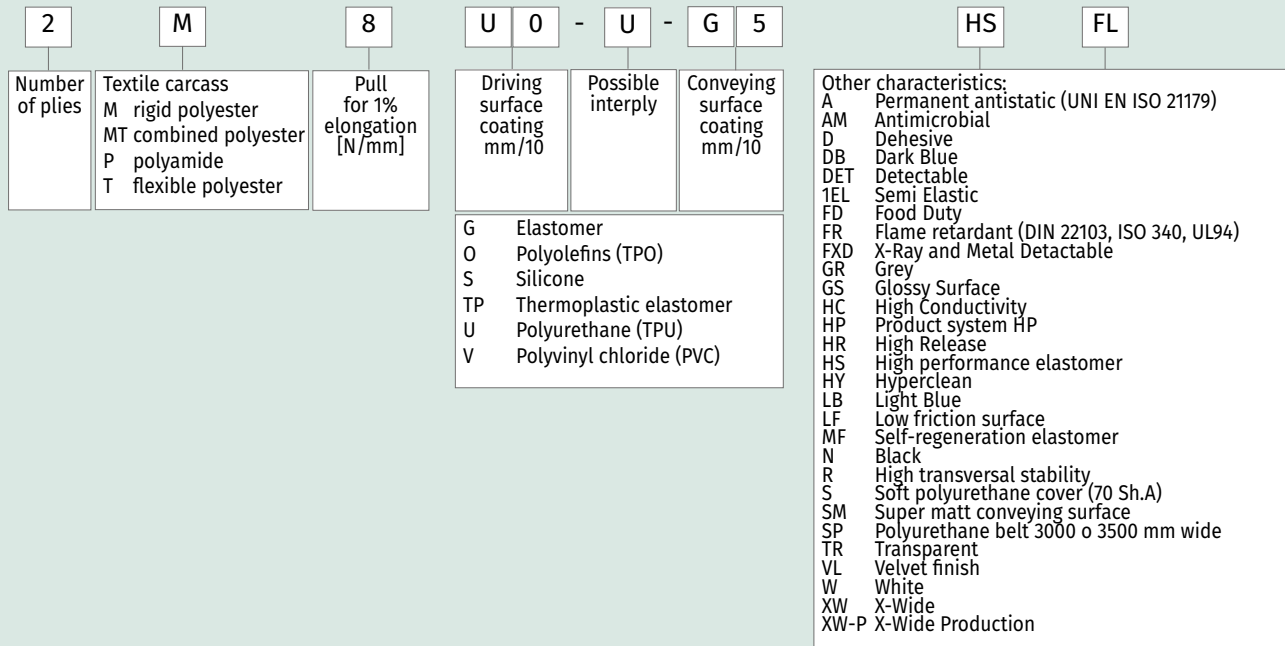 2 M 8 U 0 - U - G 5 HS FL
Number
of plies
Textile carcass
M rigid polyester
MT combined polyester
P polyamide
T flexible polyester
Pull
for 1%
elongation
[N/mm]
Driving
surface
coating
mm/10
Possible
interply
Conveying
surface
coating
mm/10
G Elastomer
O Polyolefins (TPO)
S Silicone
TP Thermoplastic elastomer
U Polyurethane (TPU)
V Polyvinyl chloride (PVC)
Other characteristics:
A Permanent antistatic (UNI EN ISO 21179)
AM Antimicrobial
D Dehesive
DB Dark Blue
DET Detectable
1EL Semi Elastic
FD Food Duty
FR Flame retardant (DIN 22103, ISO 340, UL94)
FXD X-Ray and Metal Detactable
GR Grey
GS Glossy Surface
HC High Conductivity
HP Product system HP
HR High Release
HS High performance elastomer
HY Hyperclean
LB Light Blue
LF Low friction surface
MF Self-regeneration elastomer
N Black
R High transversal stability
S Soft polyurethane cover (70 Sh.A)
SM Super matt conveying surface
SP Polyurethane belt 3000 o 3500 mm wide
TR Transparent
VL Velvet finish
W White
XW X-Wide
XW-P X-Wide Production